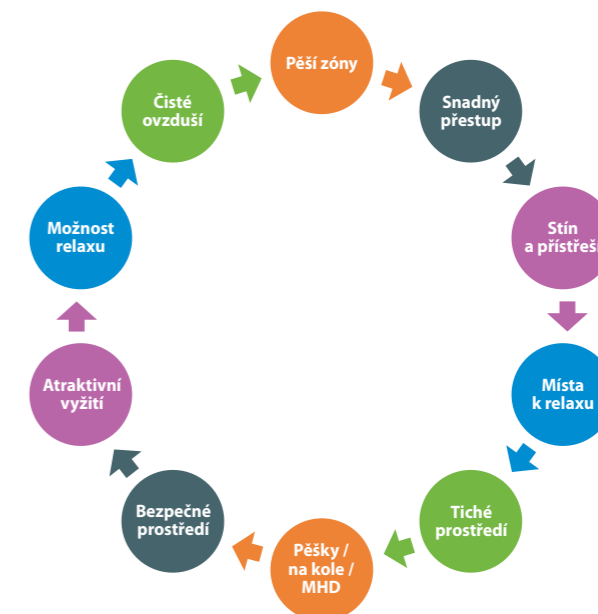 Pěší zóny
Snadný
přestup
Stín
a přístřeší
Místa
k relaxu
Tiché
prostředí
Pěšky /
na kole /
MHD
Bezpečné
prostředí
Atraktivní
vyžití
Možnost
relaxu
Čisté
ovzduší